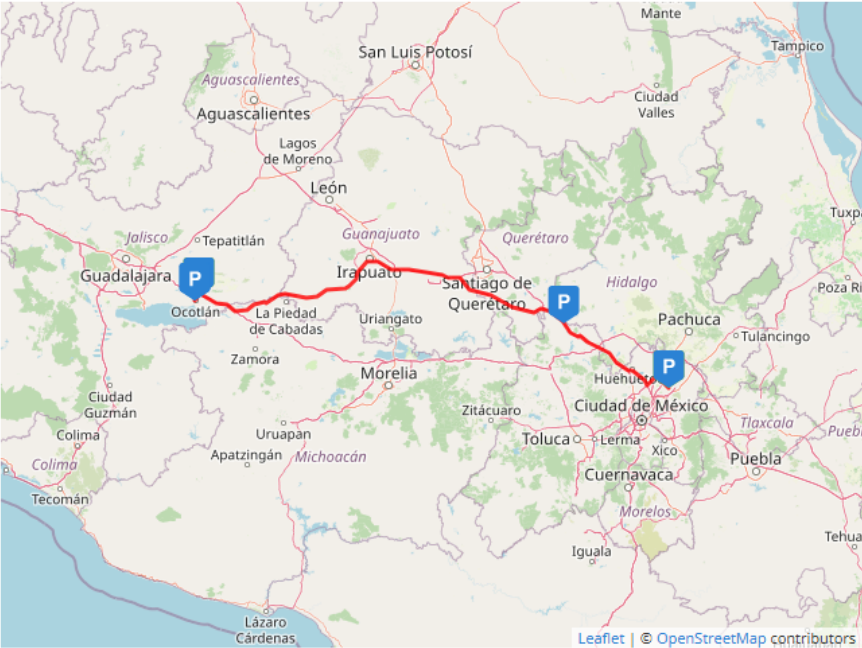 Mante
San Luis Potosí
Tampico
Aguascalientes
Ciudad
Valles
Aguascalientes
Lagos
de Moreno
León
Jalisco
Tepatitlán
Guanajuato
Querétaro
Guadalajara
P
Irapuato
Santiago de
Querétaro
Hidalgo
Poza Ri
P
Ocotlán
La Piedad
de Cabadas
Uriangato
Pachuca
Tulancingo
Zamora
Morelia
Huehueto
P
Ciudad
Guzmán
Zitácuaro
Ciudad de México
Colima
Uruapan
Toluca
Lerma
Xico
Tlaxcala
Pueb
Colima
Apatzingán
Michoacán
Cuernavaca
Puebla
Tecomán
Morelos
Iguala
Tehua
Lázaro
Cárdenas
Leaflet | © OpenStreetMap contributors